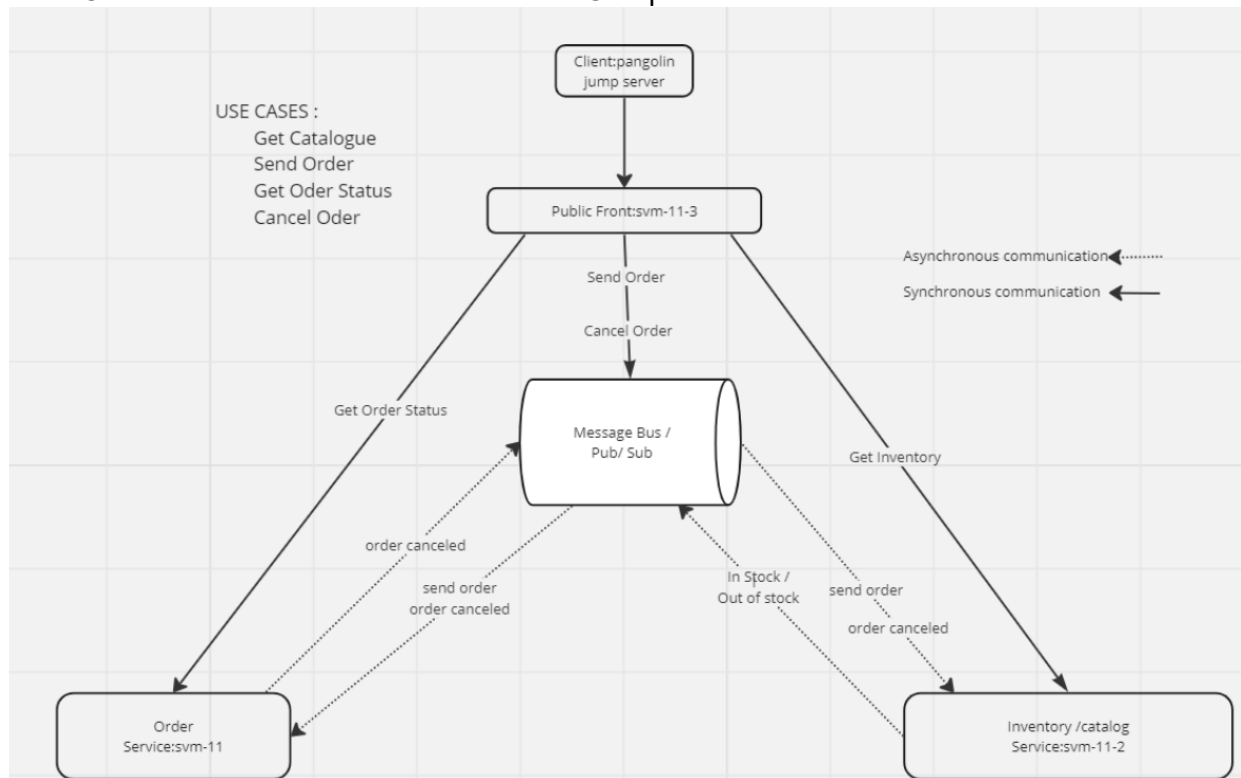 Client:pangolin
jump server
USE CASES :
Get Catalogue
Send Order
Get Oder Status
Cancel Oder
Public Front:svm-11-3
Asynchronous communication
Synchronous communication
Send Order
Cancel Order
Get Order Status
Message Bus /
Pub/ Sub
Get Inventory
order canceled
send order
order canceled
In Stock /
Out of stock
send order
order canceled
Order
Service:svm-11
Inventory /catalog
Service:svm-11-2